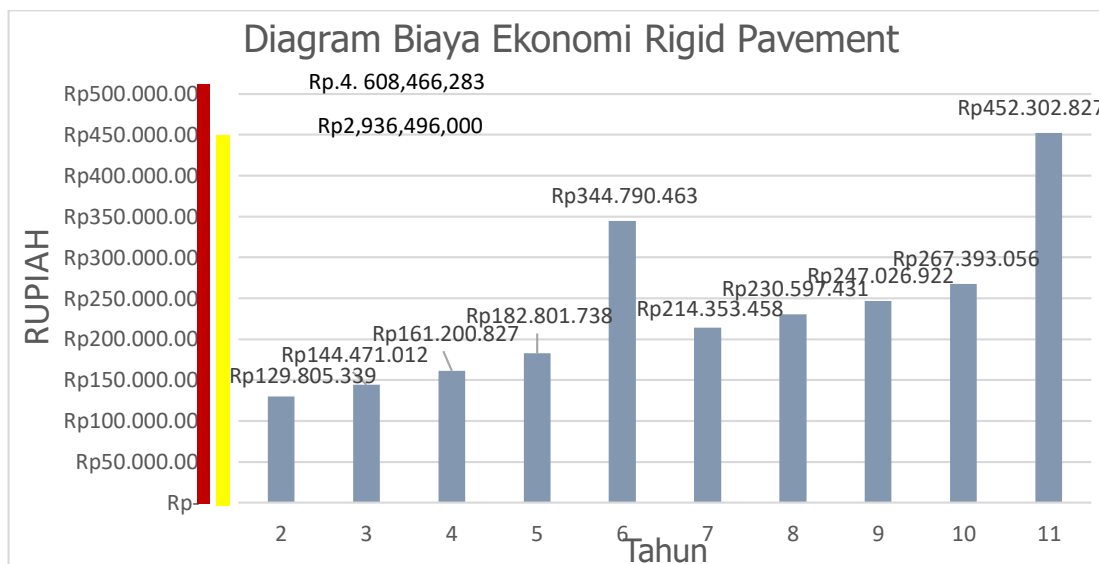 Diagram Biaya Ekonomi Rigid Pavement
Rp.4. 608,466,283
Rp2,936,496,000
RUPIAH
Rp500.000.00
Rp450.000.00
Rp400.000.00
Rp350.000.00
Rp300.000.00
Rp250.000.00
Rp200.000.00
Rp150.000.00
Rp100.000.00
Rp50.000.00
Rp-
Rp129.805.339
Rp144.471.012
Rp161.200.827
Rp182.801.738
Rp344.790.463
Rp214.353.458
Rp230.597.431
Rp247.026.922
Rp267.393.056
Rp452.302.827
2 3 4 5 6 7 8 9 10 11
Tahun